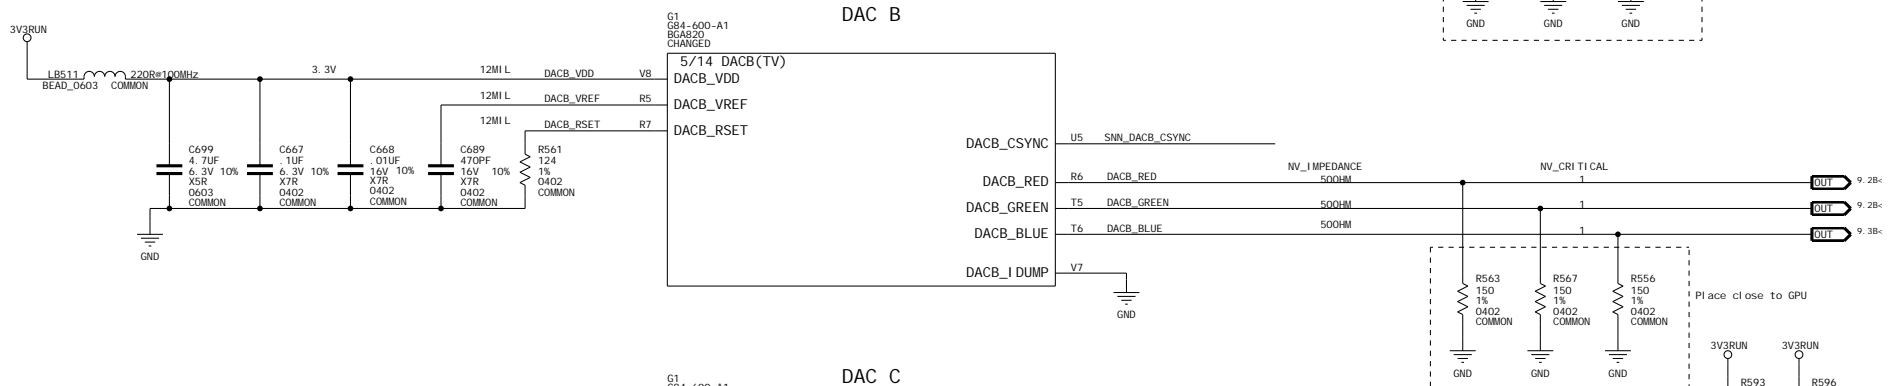 DAC B
GND
GND
GND
3V3RUN
LB511
220R@100MHz
BEAD_0603
COMMON
3.3V
12MIL
DACB_VDD
V8
12MIL
DACB_VREF
R5
12MIL
DACB_RSET
R7
C699
4.7UF
6.3V 10%
X5R
0603
COMMON
C667
.1UF
6.3V 10%
X7R
0402
COMMON
C668
.01UF
16V 10%
X7R
0402
COMMON
C689
470PF
16V 10%
X7R
0402
COMMON
R561
124
1%
0402
COMMON
GND
G1
G84-600-A1
BGA820
CHANGED
5/14 DACB(TV)
DACB_VDD
DACB_VREF
DACB_RSET
DACB_CSYNC
DACB_RED
DACB_GREEN
DACB_BLUE
DACB_IDUMP
U5
SNN_DACB_CSYNC
NV_IMPEDANCE
NV_CRITICAL
R6
DACB_RED
50OHM
1
OUT
9.2B<
T5
DACB_GREEN
50OHM
1
OUT
9.2B<
T6
DACB_BLUE
50OHM
1
OUT
9.3B<
V7
GND
R563
150
1%
0402
COMMON
R567
150
1%
0402
COMMON
R556
150
1%
0402
COMMON
Place close to GPU
GND
GND
GND
3V3RUN
3V3RUN
R593
R596
G1
DAC C